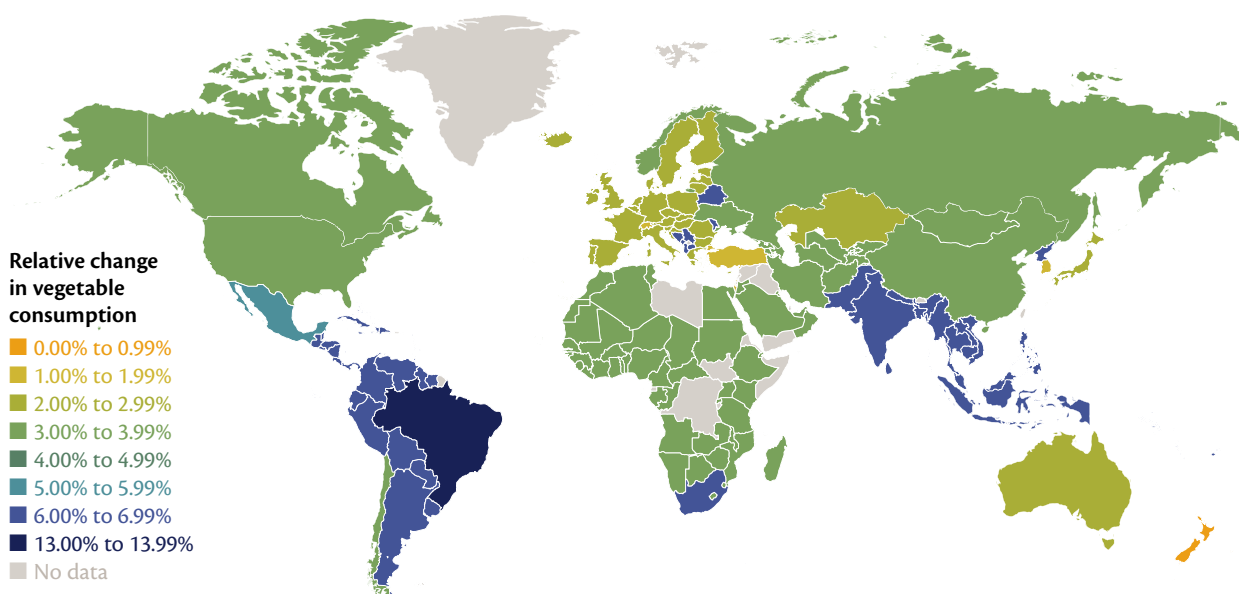 Relative change
in vegetable
consumption
0.00% to 0.99%
1.00% to 1.99%
2.00% to 2.99%
3.00% to 3.99%
4.00% to 4.99%
5.00% to 5.99%
6.00% to 6.99%
13.00% to 13.99%
No data